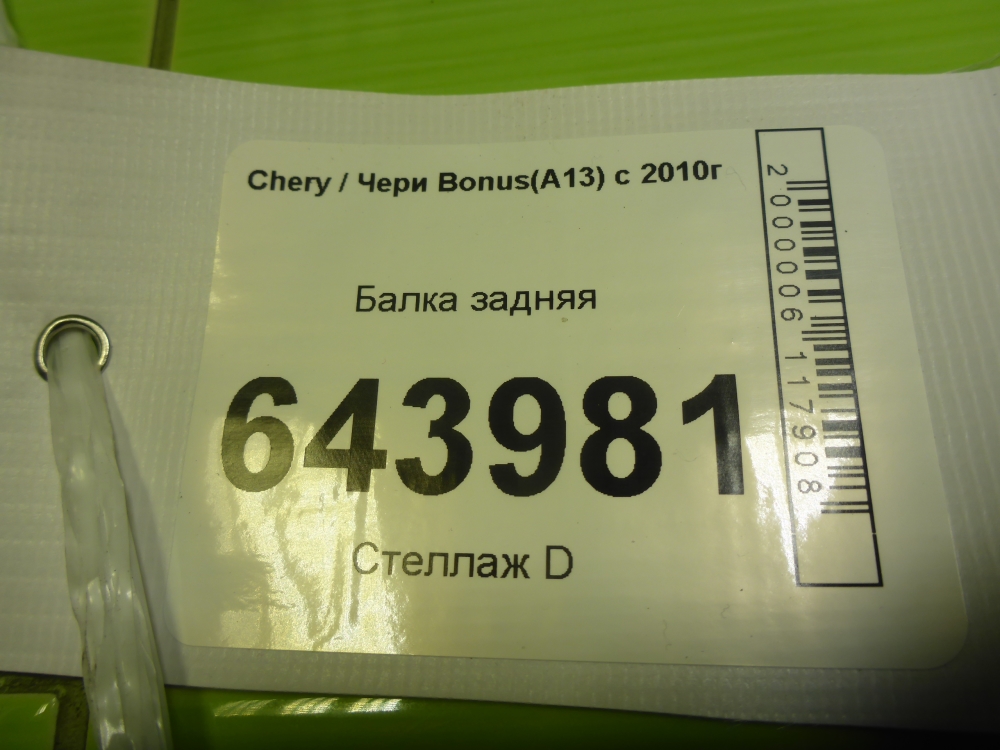 Chery / Чери Bonus(A13) с 2010г
Балка задняя
643981
Стеллаж D
2000006117908